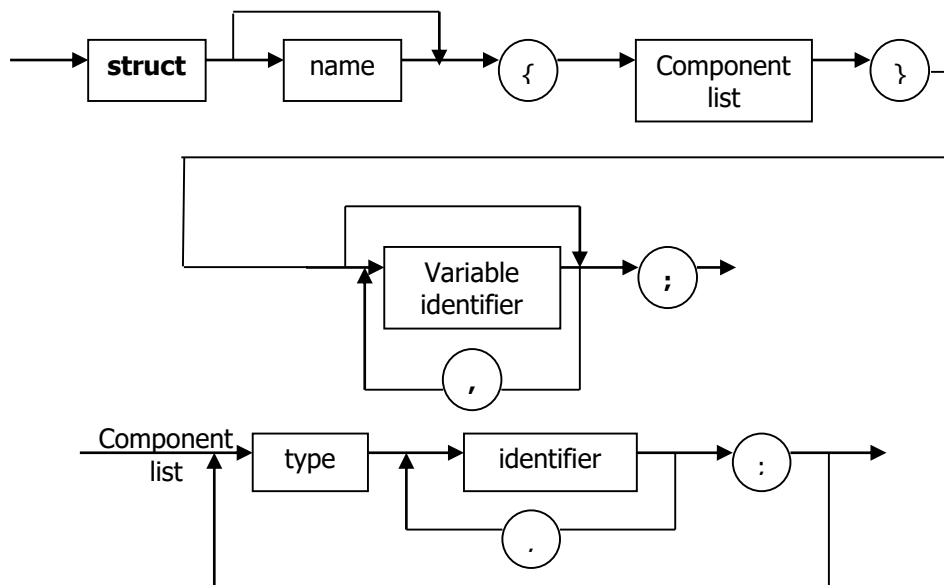 struct
name
{
Component
list
}
Variable
identifier
;
,
Component
list
type
identifier
:
.